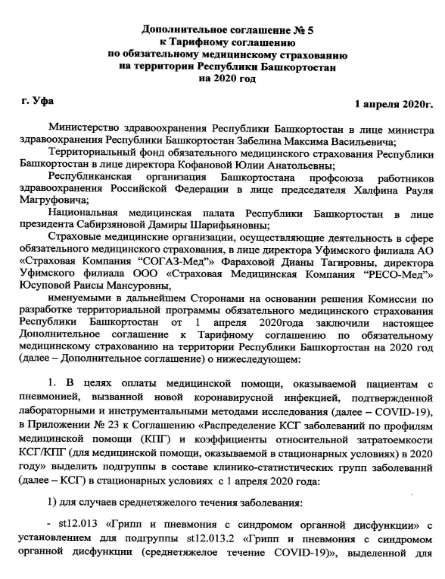 Дополнительное соглашение № 5
к Тарифному соглашению
по обязательному медицинскому страхованию
на территории Республики Башкортостан
на 2020 год
г. Уфа 1 апреля 2020г.
Министерство здравоохранения Республики Башкортостан в лице министра
здравоохранения Республики Башкортостан Забелина Максима Васильевича;
Территориальный фонд обязательного медицинского страхования Республики
Башкортостан в лице директора Кофановой Юлии Анатольевны;
Республиканская организация Башкортостана профсоюза работников
здравоохранения Российской Федерации в лице председателя Халфина Рауля
Магруфовича;
Национальная медицинская палата Республики Башкортостан в лице
президента Сабирзяновой Дамиры Шарифьяновны;
Страховые медицинские организации, осуществляющие деятельность в сфере
обязательного медицинского страхования, в лице директора Уфимского филиала АО
«Страховая Компания “СОГАЗ-Мед”» Фараховой Дианы Тагировны, директора
Уфимского филиала ООО «Страховая Медицинская Компания “РЕСО-Мед”»
Юсуповой Раисы Мансуровны,
именуемыми в дальнейшем Сторонами на основании решения Комиссии по
разработке территориальной программы обязательного медицинского страхования
Республики Башкортостан от 1 апреля 2020года заключили настоящее
Дополнительное соглашение к Тарифному соглашению по обязательному
медицинскому страхованию на территории Республики Башкортостан на 2020 год
(далее – Дополнительное соглашение) о нижеследующем:
1. В целях оплаты медицинской помощи, оказываемой пациентам с
пневмонией, вызванной новой коронавирусной инфекцией, подтвержденной
лабораторными и инструментальными методами исследования (далее – COVID-19),
в Приложении № 23 к Соглашению «Распределение КСГ заболеваний по профилям
медицинской помощи (КПГ) и коэффициенты относительной затратоемкости
КСГ/КПГ (для медицинской помощи, оказываемой в стационарных условиях) в 2020
году» выделить подгруппы в составе клинико-статистических групп заболеваний
(далее – КСГ) в стационарных условиях с 1 апреля 2020 года:
1) для случаев среднетяжелого течения заболевания:
- st12.013 «Грипп и пневмония с синдромом органной дисфункции» с
установлением для подгруппы st12.013.2 «Грипп и пневмония с синдромом
органной дисфункции (среднетяжелое течение COVID-19)», выделенной для